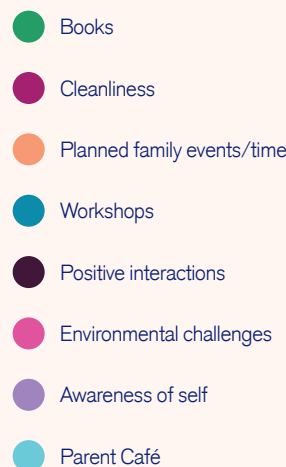 Books
Cleanliness
Planned family events/time
Workshops
Positive interactions
Environmental challenges
Awareness of self
Parent Café